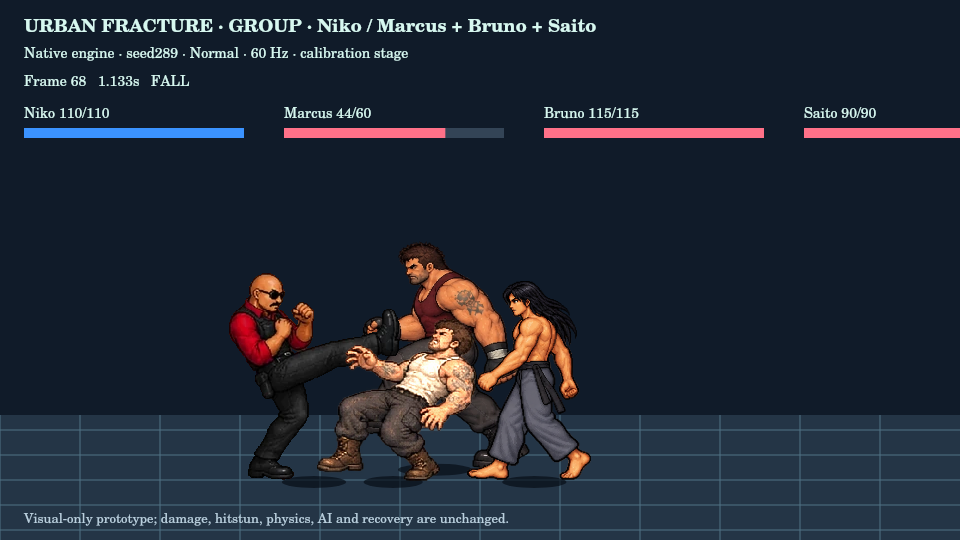 URBAN FRACTURE · GROUP · Niko / Marcus + Bruno + Saito
Native engine · seed289 · Normal · 60 Hz · calibration stage
Frame 68 1.133s FALL
Niko 110/110 Marcus 44/60 Bruno 115/115 Saito 90/90
Visual-only prototype; damage, hitstun, physics, AI and recovery are unchanged.